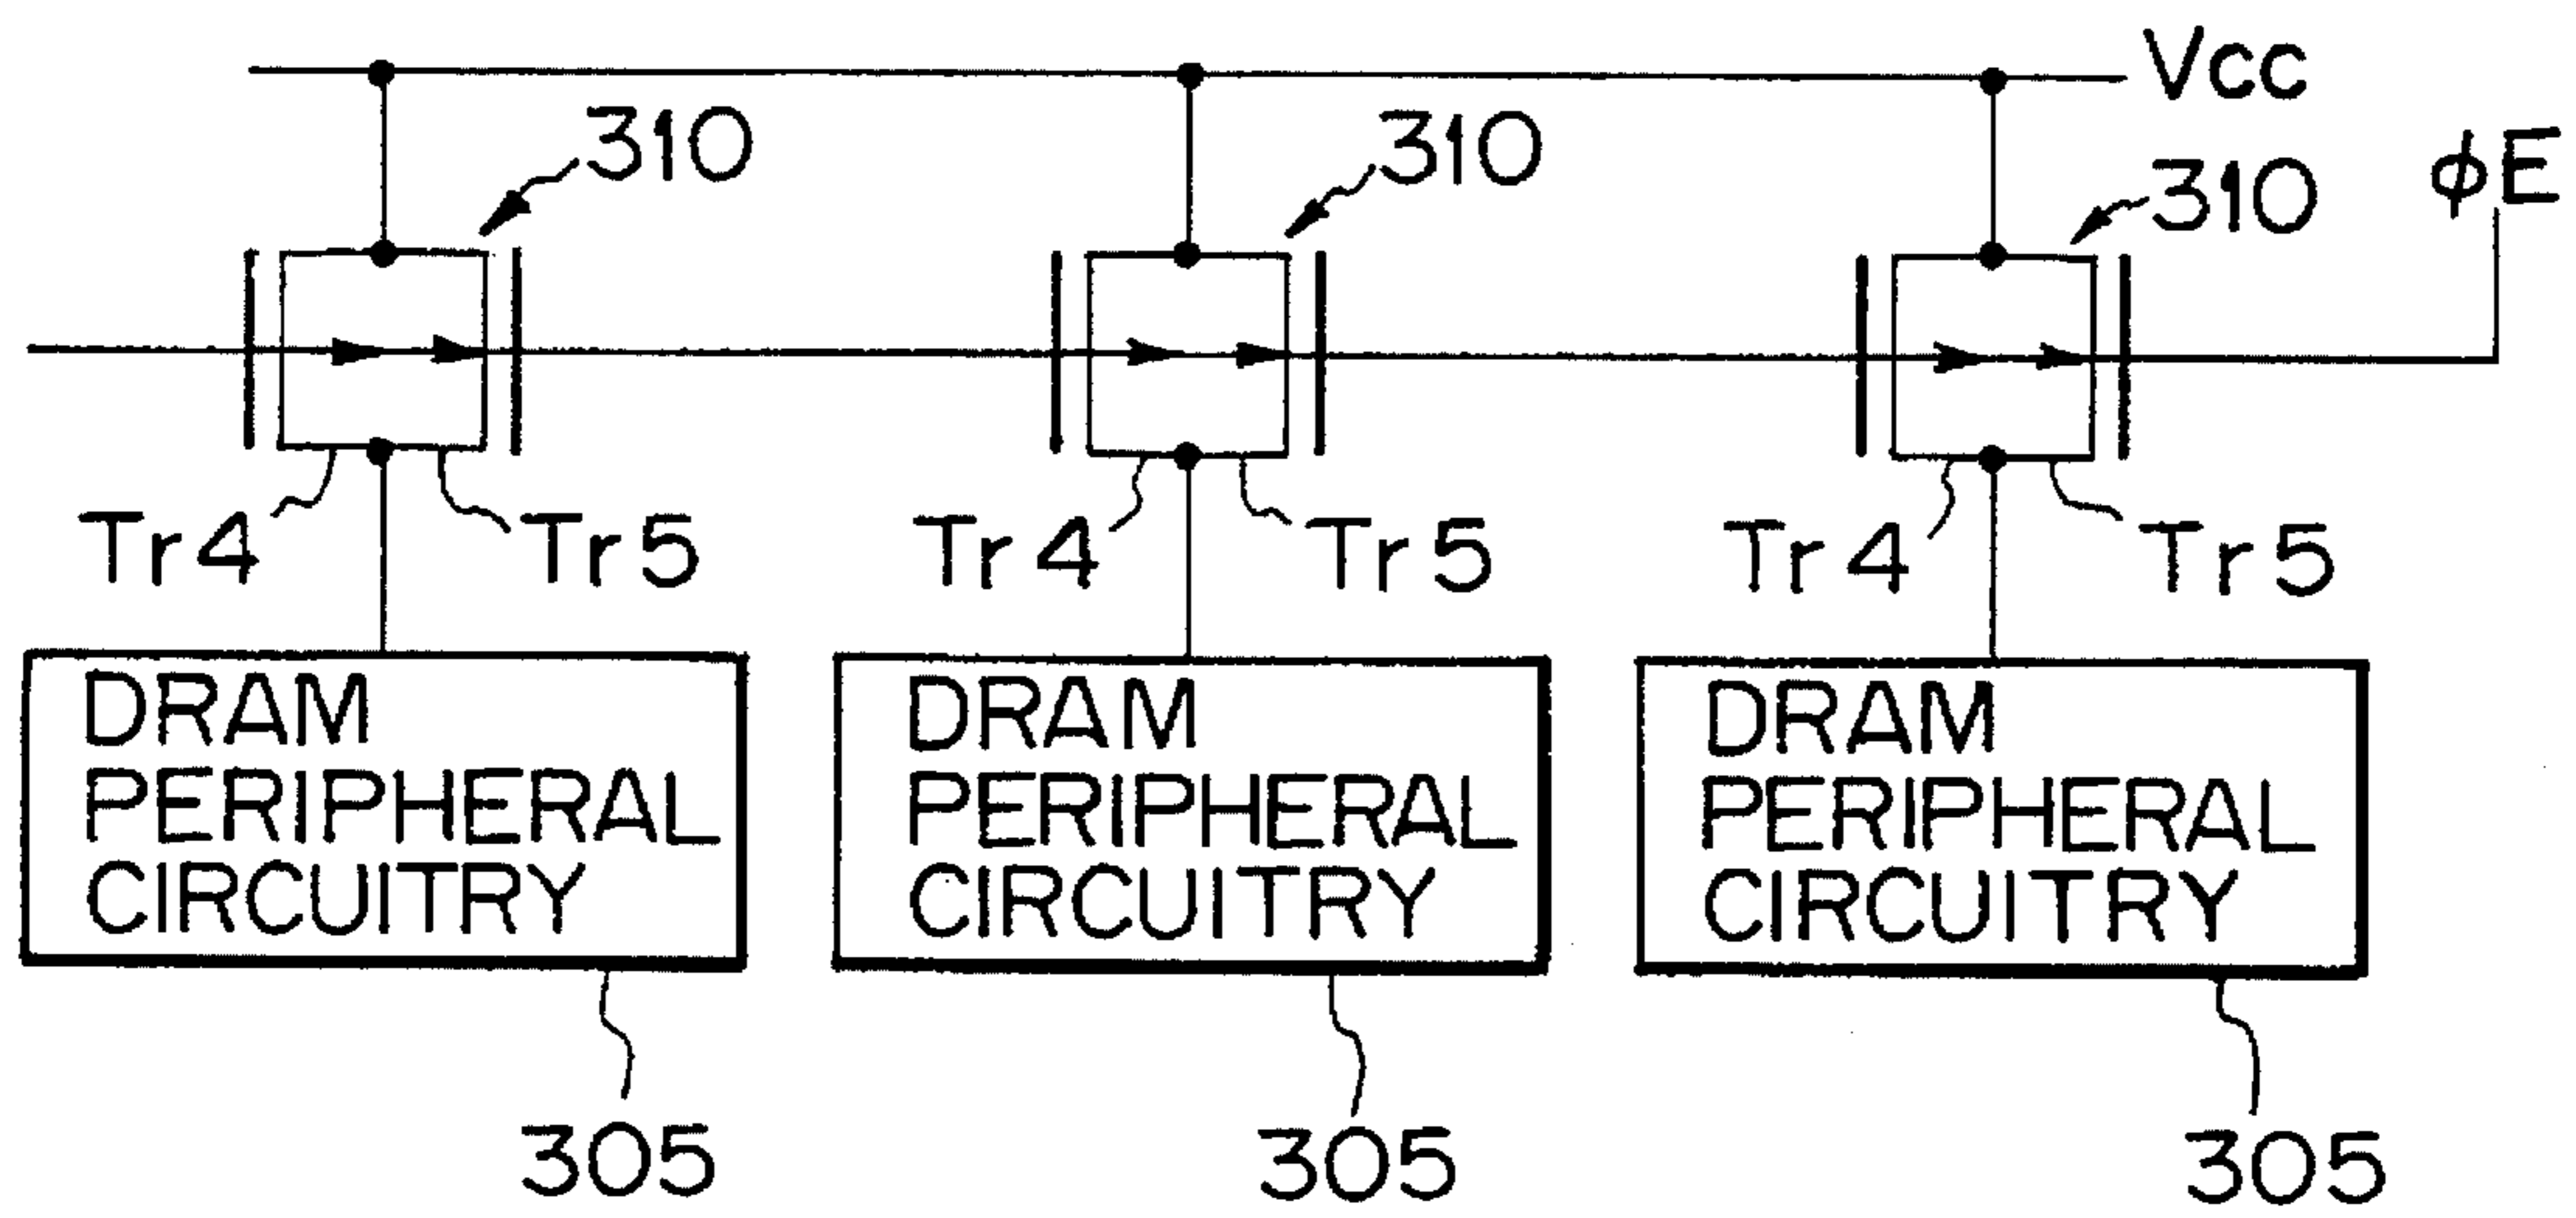 Vcc
310
310
310
φE
Tr4
Tr5
Tr4
Tr5
Tr4
Tr5
DRAM
PERIPHERAL
CIRCUITRY
DRAM
PERIPHERAL
CIRCUITRY
DRAM
PERIPHERAL
CIRCUITRY
305
305
305